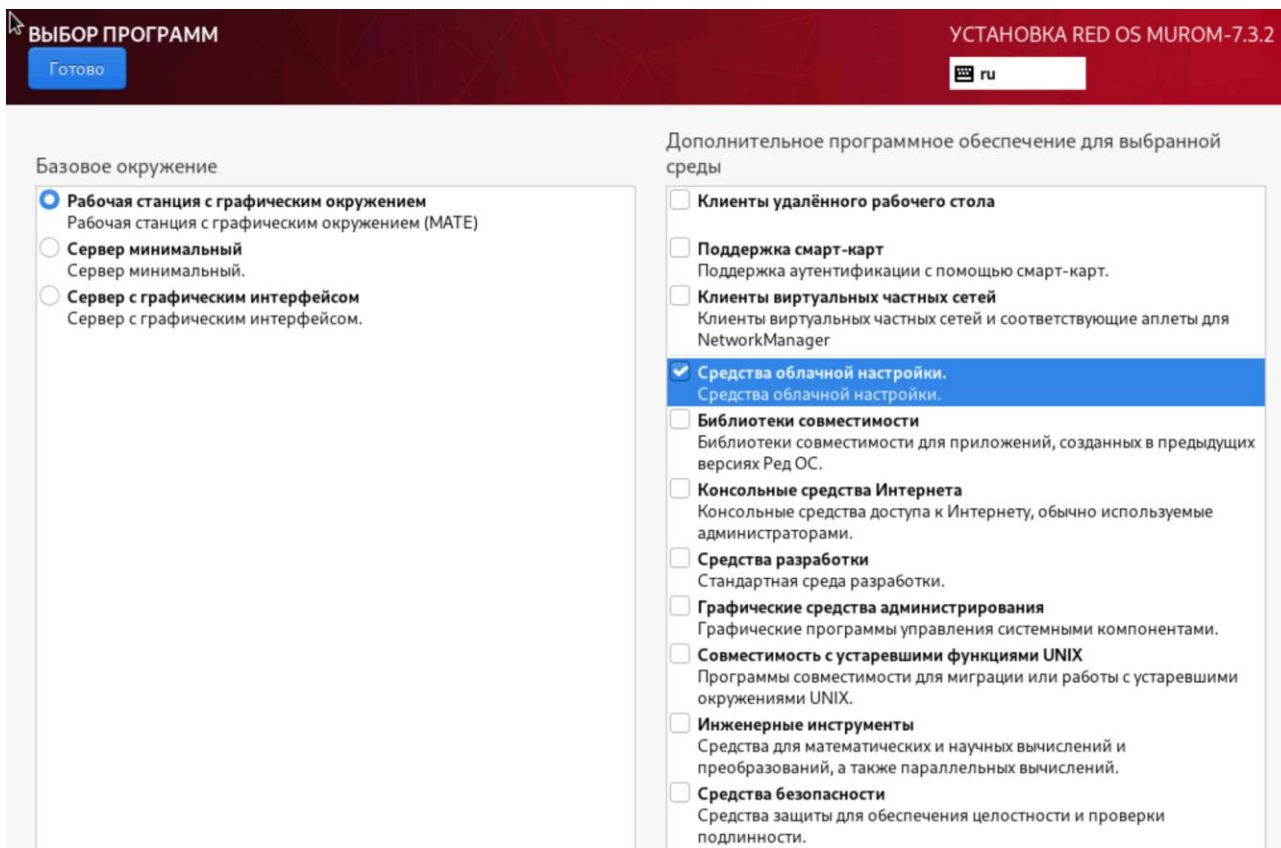 ВЫБОР ПРОГРАММ
Готово
УСТАНОВКА RED OS MUROM-7.3.2
ru
Базовое окружение
Рабочая станция с графическим окружением
Рабочая станция с графическим окружением (MATE)
Сервер минимальный
Сервер минимальный.
Сервер с графическим интерфейсом
Сервер с графическим интерфейсом.
Дополнительное программное обеспечение для выбранной
среды
Клиенты удалённого рабочего стола
Поддержка смарт-карт
Поддержка аутентификации с помощью смарт-карт.
Клиенты виртуальных частных сетей
Клиенты виртуальных частных сетей и соответствующие аплеты для
NetworkManager
Средства облачной настройки.
Средства облачной настройки.
Библиотеки совместимости
Библиотеки совместимости для приложений, созданных в предыдущих
версиях Ред ОС.
Консольные средства Интернета
Консольные средства доступа к Интернету, обычно используемые
администраторами.
Средства разработки
Стандартная среда разработки.
Графические средства администрирования
Графические программы управления системными компонентами.
Совместимость с устаревшими функциями UNIX
Программы совместимости для миграции или работы с устаревшими
окружениями UNIX.
Инженерные инструменты
Средства для математических и научных вычислений и
преобразований, а также параллельных вычислений.
Средства безопасности
Средства защиты для обеспечения целостности и проверки
подлинности.